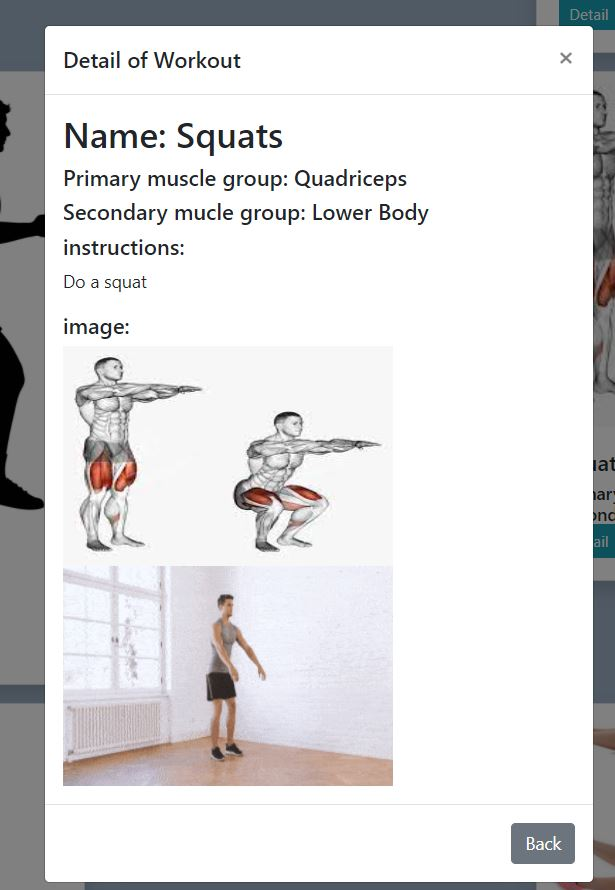 Detail
Detail of Workout
×
Name: Squats
Primary muscle group: Quadriceps
Secondary mucle group: Lower Body
instructions:
Do a squat
image:
Back